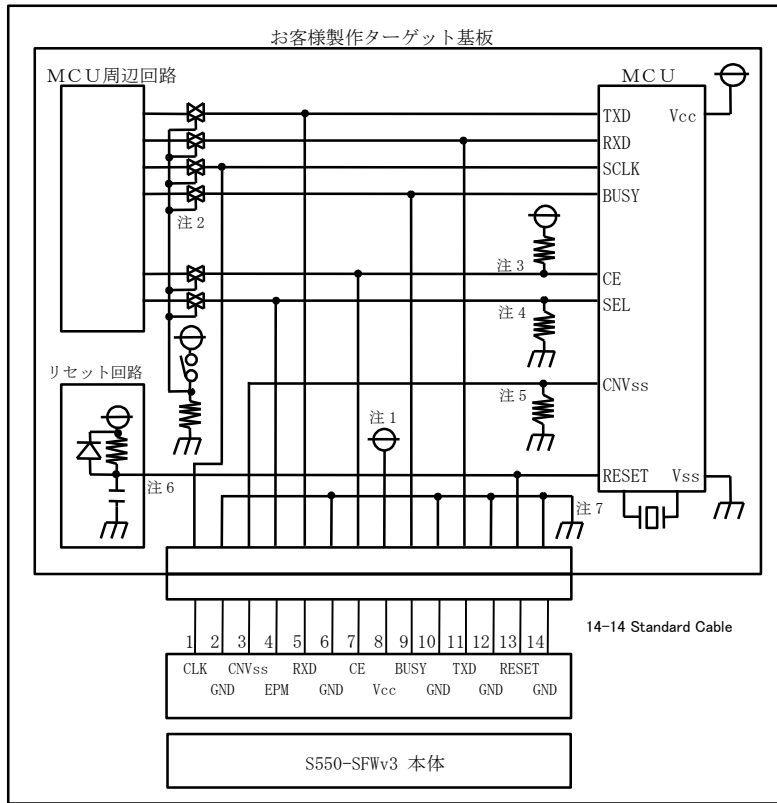 お客様製作ターゲット基板
MCU周辺回路
MCU
TXD
Vcc
RXD
SCLK
BUSY
注2
注3
CE
注4
SEL
リセット回路
注5
CNVss
注1
注6
RESET
Vss
注7
14-14 Standard Cable
1 2 3 4 5 6 7 8 9 10 11 12 13 14
CLK CNVss RXD CE BUSY TXD RESET
GND EPM GND Vcc GND GND GND
S550-SFWv3 本体